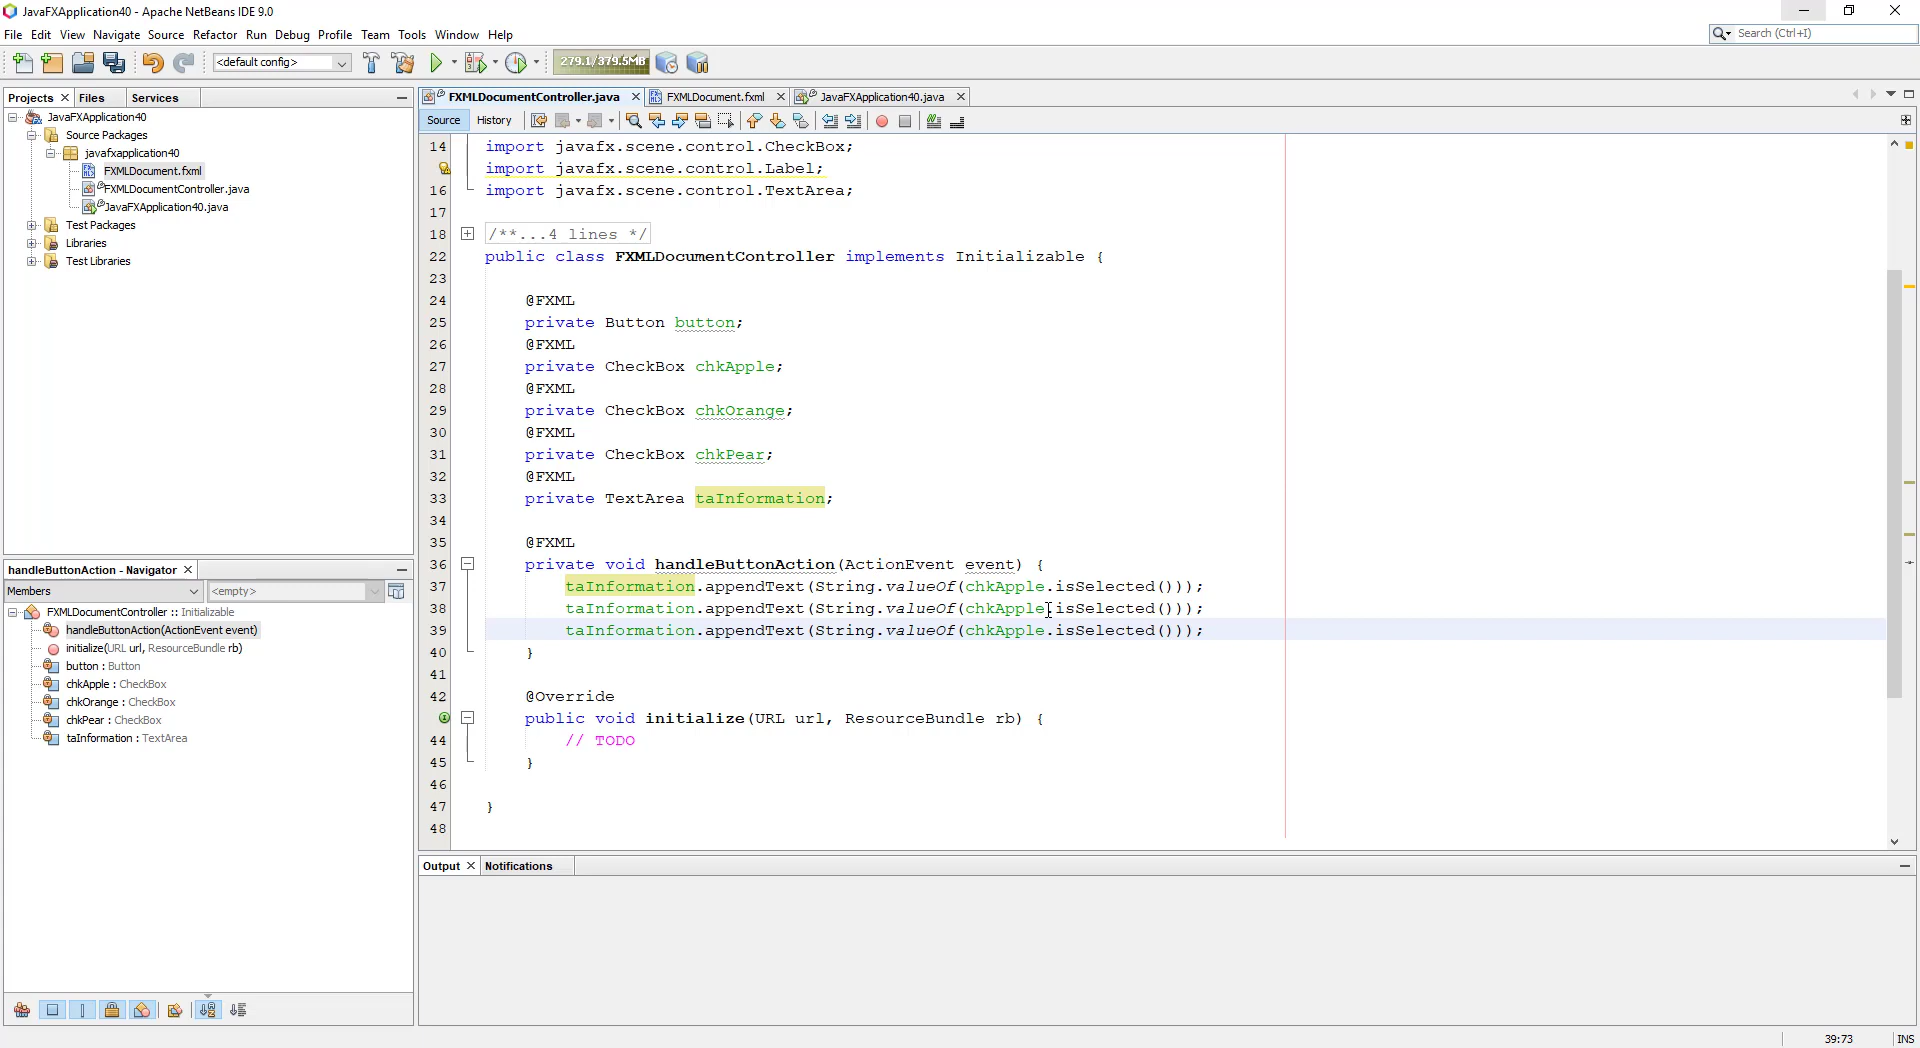 JavaFXApplication40 - Apache NetBeans IDE 9.0
File Edit View Navigate Source Refactor Run Debug Profile Team Tools Window Help
Search (Ctrl+I)
<default config>
279.1/379.5MB
Projects Files Services
JavaFXApplication40
Source Packages
javafxapplication40
FXMLDocument.fxml
FXMLDocumentController.java
JavaFXApplication40.java
Test Packages
Libraries
Test Libraries
handleButtonAction - Navigator
Members <empty>
FXMLDocumentController :: Initializable
handleButtonAction(ActionEvent event)
initialize(URL url, ResourceBundle rb)
button : Button
chkApple : CheckBox
chkOrange : CheckBox
chkPear : CheckBox
taInformation : TextArea
FXMLDocumentController.java FXMLDocument.fxml JavaFXApplication40.java
Source History
14 import javafx.scene.control.CheckBox;
import javafx.scene.control.Label;
16 import javafx.scene.control.TextArea;
17
18 /**...4 lines */
22 public class FXMLDocumentController implements Initializable {
23
24 @FXML
25 private Button button;
26 @FXML
27 private CheckBox chkApple;
28 @FXML
29 private CheckBox chkOrange;
30 @FXML
31 private CheckBox chkPear;
32 @FXML
33 private TextArea taInformation;
34
35 @FXML
36 private void handleButtonAction(ActionEvent event) {
37 taInformation.appendText(String.valueOf(chkApple.isSelected()));
38 taInformation.appendText(String.valueOf(chkApple.isSelected()));
39 taInformation.appendText(String.valueOf(chkApple.isSelected()));
40 }
41
42 @Override
public void initialize(URL url, ResourceBundle rb) {
44 // TODO
45 }
46
47 }
48
Output Notifications
39:73 INS